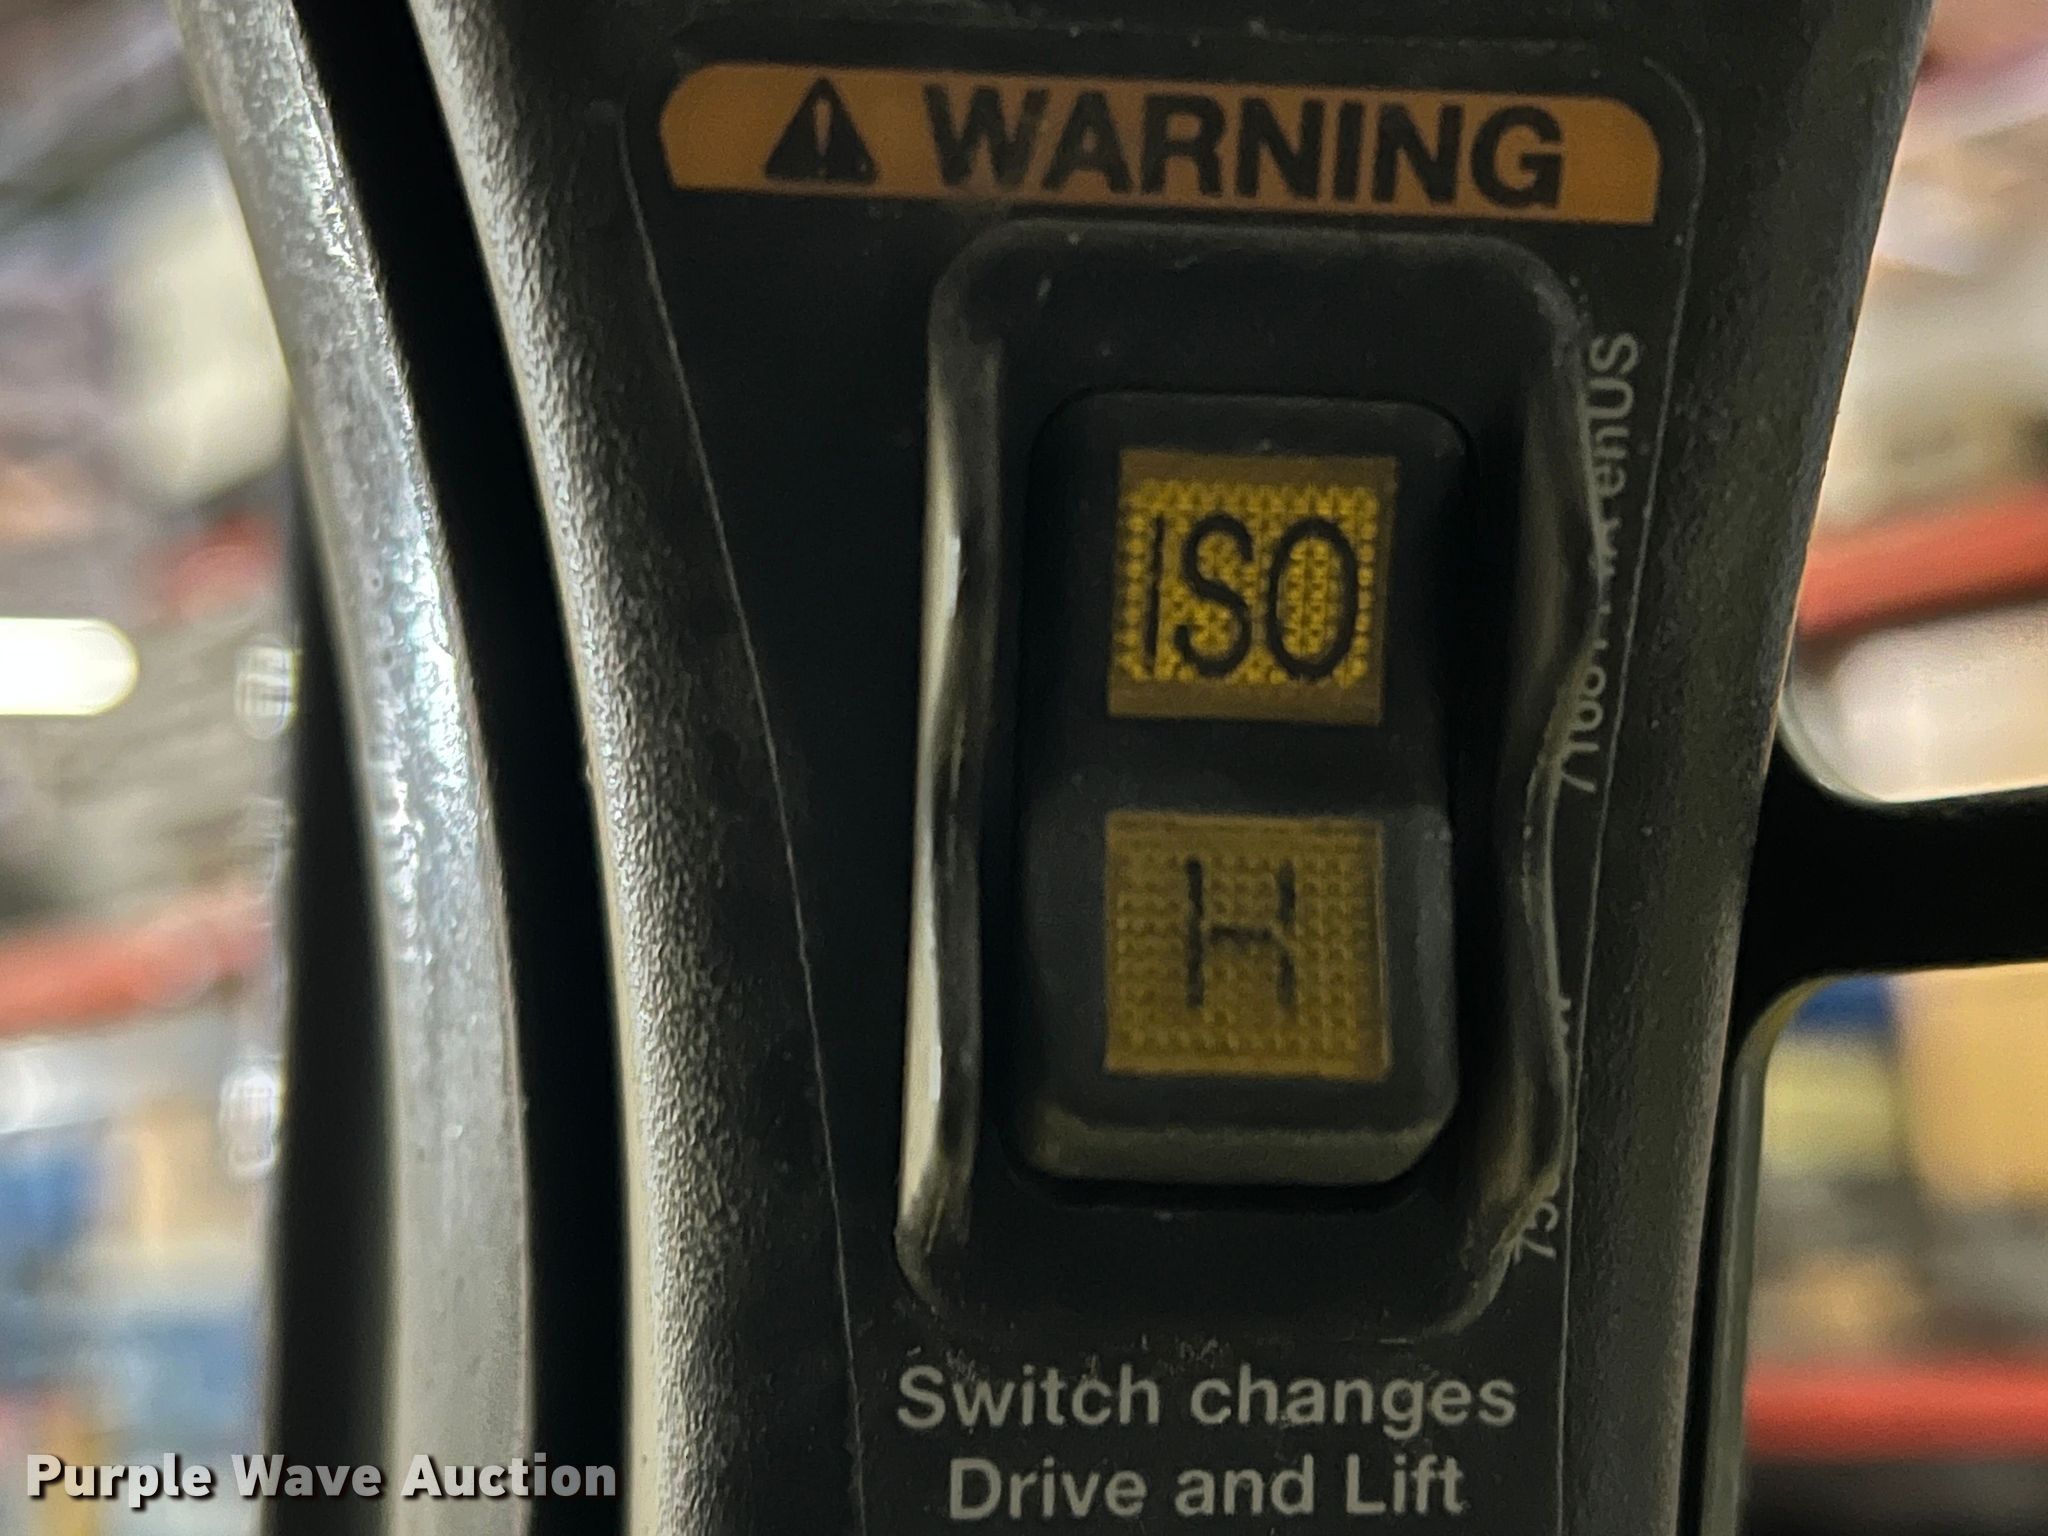 WARNING
ISO
H
Switch changes
Drive and Lift
Purple Wave Auction